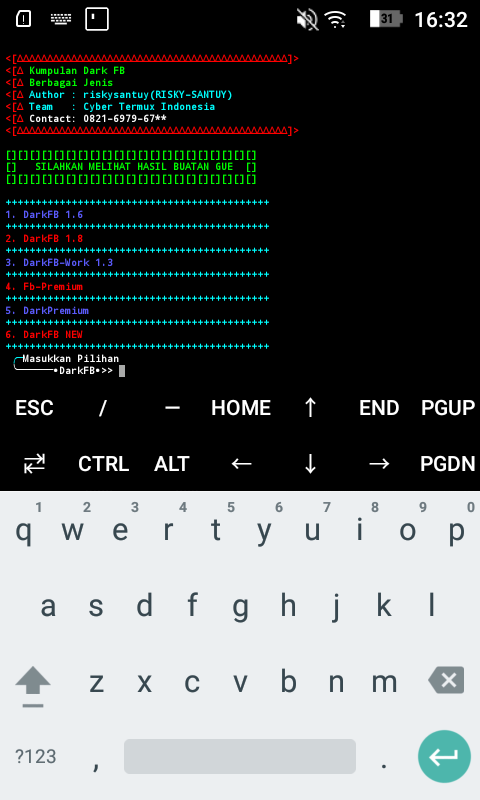 31 16:32
<[∆∆∆∆∆∆∆∆∆∆∆∆∆∆∆∆∆∆∆∆∆∆∆∆∆∆∆∆∆∆∆∆∆∆∆∆∆∆∆∆∆∆∆∆∆]>
<[∆ Kumpulan Dark FB
<[∆ Berbagai Jenis
<[∆ Author : riskysantuy(RISKY-SANTUY)
<[∆ Team   : Cyber Termux Indonesia
<[∆ Contact: 0821-6979-67**
<[∆∆∆∆∆∆∆∆∆∆∆∆∆∆∆∆∆∆∆∆∆∆∆∆∆∆∆∆∆∆∆∆∆∆∆∆∆∆∆∆∆∆∆∆∆]>
[][][][][][][][][][][][][][][][][][][][][]
[]   SILAHKAN MELIHAT HASIL BUATAN GUE  []
[][][][][][][][][][][][][][][][][][][][][]
++++++++++++++++++++++++++++++++++++++++++++
1. DarkFB 1.6
++++++++++++++++++++++++++++++++++++++++++++
2. DarkFB 1.8
++++++++++++++++++++++++++++++++++++++++++++
3. DarkFB-Work 1.3
++++++++++++++++++++++++++++++++++++++++++++
4. Fb-Premium
++++++++++++++++++++++++++++++++++++++++++++
5. DarkPremium
++++++++++++++++++++++++++++++++++++++++++++
6. DarkFB NEW
++++++++++++++++++++++++++++++++++++++++++++
╭─Masukkan Pilihan
╰──────•DarkFB•>>
ESC / — HOME ↑ END PGUP
⇄ CTRL ALT ← ↓ → PGDN
1 2 3 4 5 6 7 8 9 0
q w e r t y u i o p
a s d f g h j k l
z x c v b n m
?123 , .